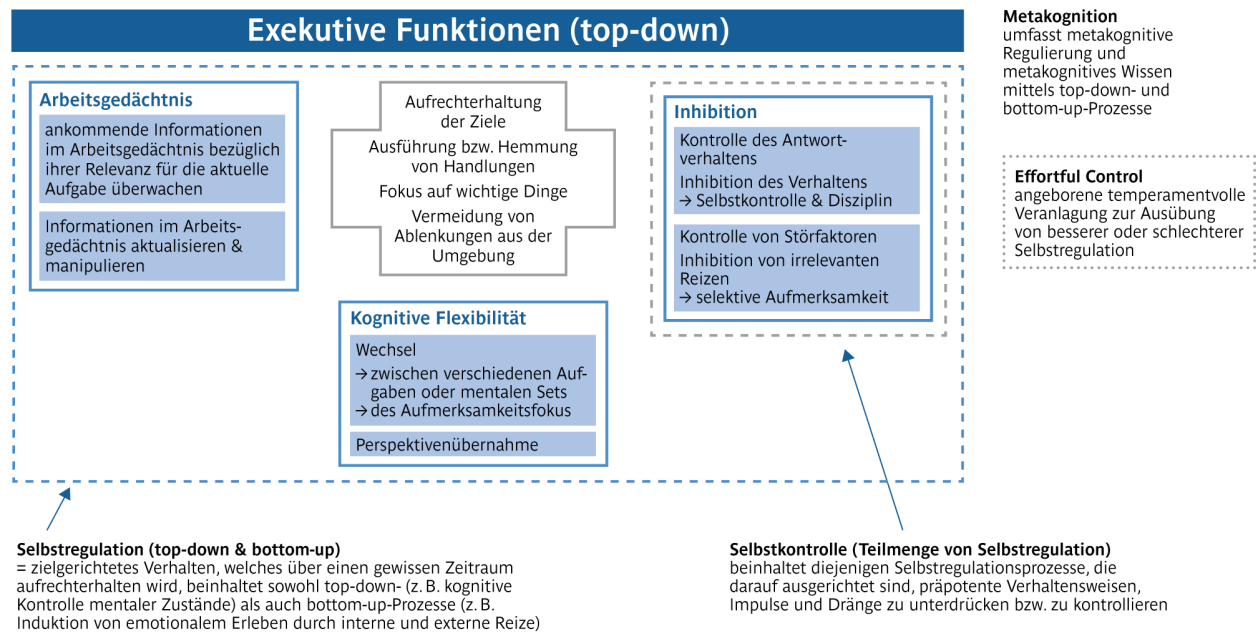 Exekutive Funktionen (top-down)
Arbeitsgedächtnis
ankommende Informationen
im Arbeitsgedächtnis bezüglich
ihrer Relevanz für die aktuelle
Aufgabe überwachen
Informationen im Arbeits-
gedächtnis aktualisieren &
manipulieren
Aufrechterhaltung
der Ziele
Ausführung bzw. Hemmung
von Handlungen
Fokus auf wichtige Dinge
Vermeidung von
Ablenkungen aus der
Umgebung
Kognitive Flexibilität
Wechsel
→ zwischen verschiedenen Auf-
gaben oder mentalen Sets
→ des Aufmerksamkeitsfokus
Perspektivenübernahme
Inhibition
Kontrolle des Antwort-
verhaltens
Inhibition des Verhaltens
→ Selbstkontrolle & Disziplin
Kontrolle von Störfaktoren
Inhibition von irrelevanten
Reizen
→ selektive Aufmerksamkeit
Metakognition
umfasst metakognitive
Regulierung und
metakognitives Wissen
mittels top-down- und
bottom-up-Prozesse
Effortful Control
angeborene temperamentvolle
Veranlagung zur Ausübung
von besserer oder schlechterer
Selbstregulation
Selbstregulation (top-down & bottom-up)
= zielgerichtetes Verhalten, welches über einen gewissen Zeitraum
aufrechterhalten wird, beinhaltet sowohl top-down- (z. B. kognitive
Kontrolle mentaler Zustände) als auch bottom-up-Prozesse (z. B.
Induktion von emotionalem Erleben durch interne und externe Reize)
Selbstkontrolle (Teilmenge von Selbstregulation)
beinhaltet diejenigen Selbstregulationsprozesse, die
darauf ausgerichtet sind, präpotente Verhaltensweisen,
Impulse und Dränge zu unterdrücken bzw. zu kontrollieren